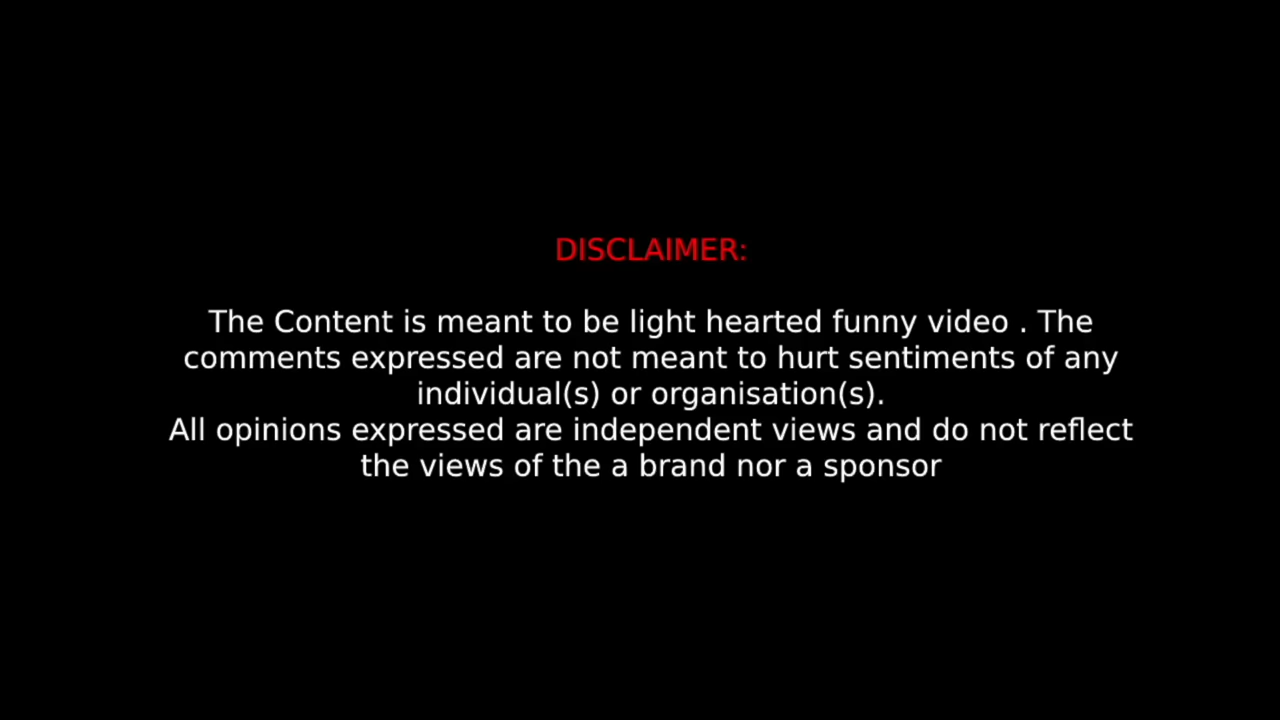 DISCLAIMER:
The Content is meant to be light hearted funny video . The
comments expressed are not meant to hurt sentiments of any
individual(s) or organisation(s).
All opinions expressed are independent views and do not reflect
the views of the a brand nor a sponsor